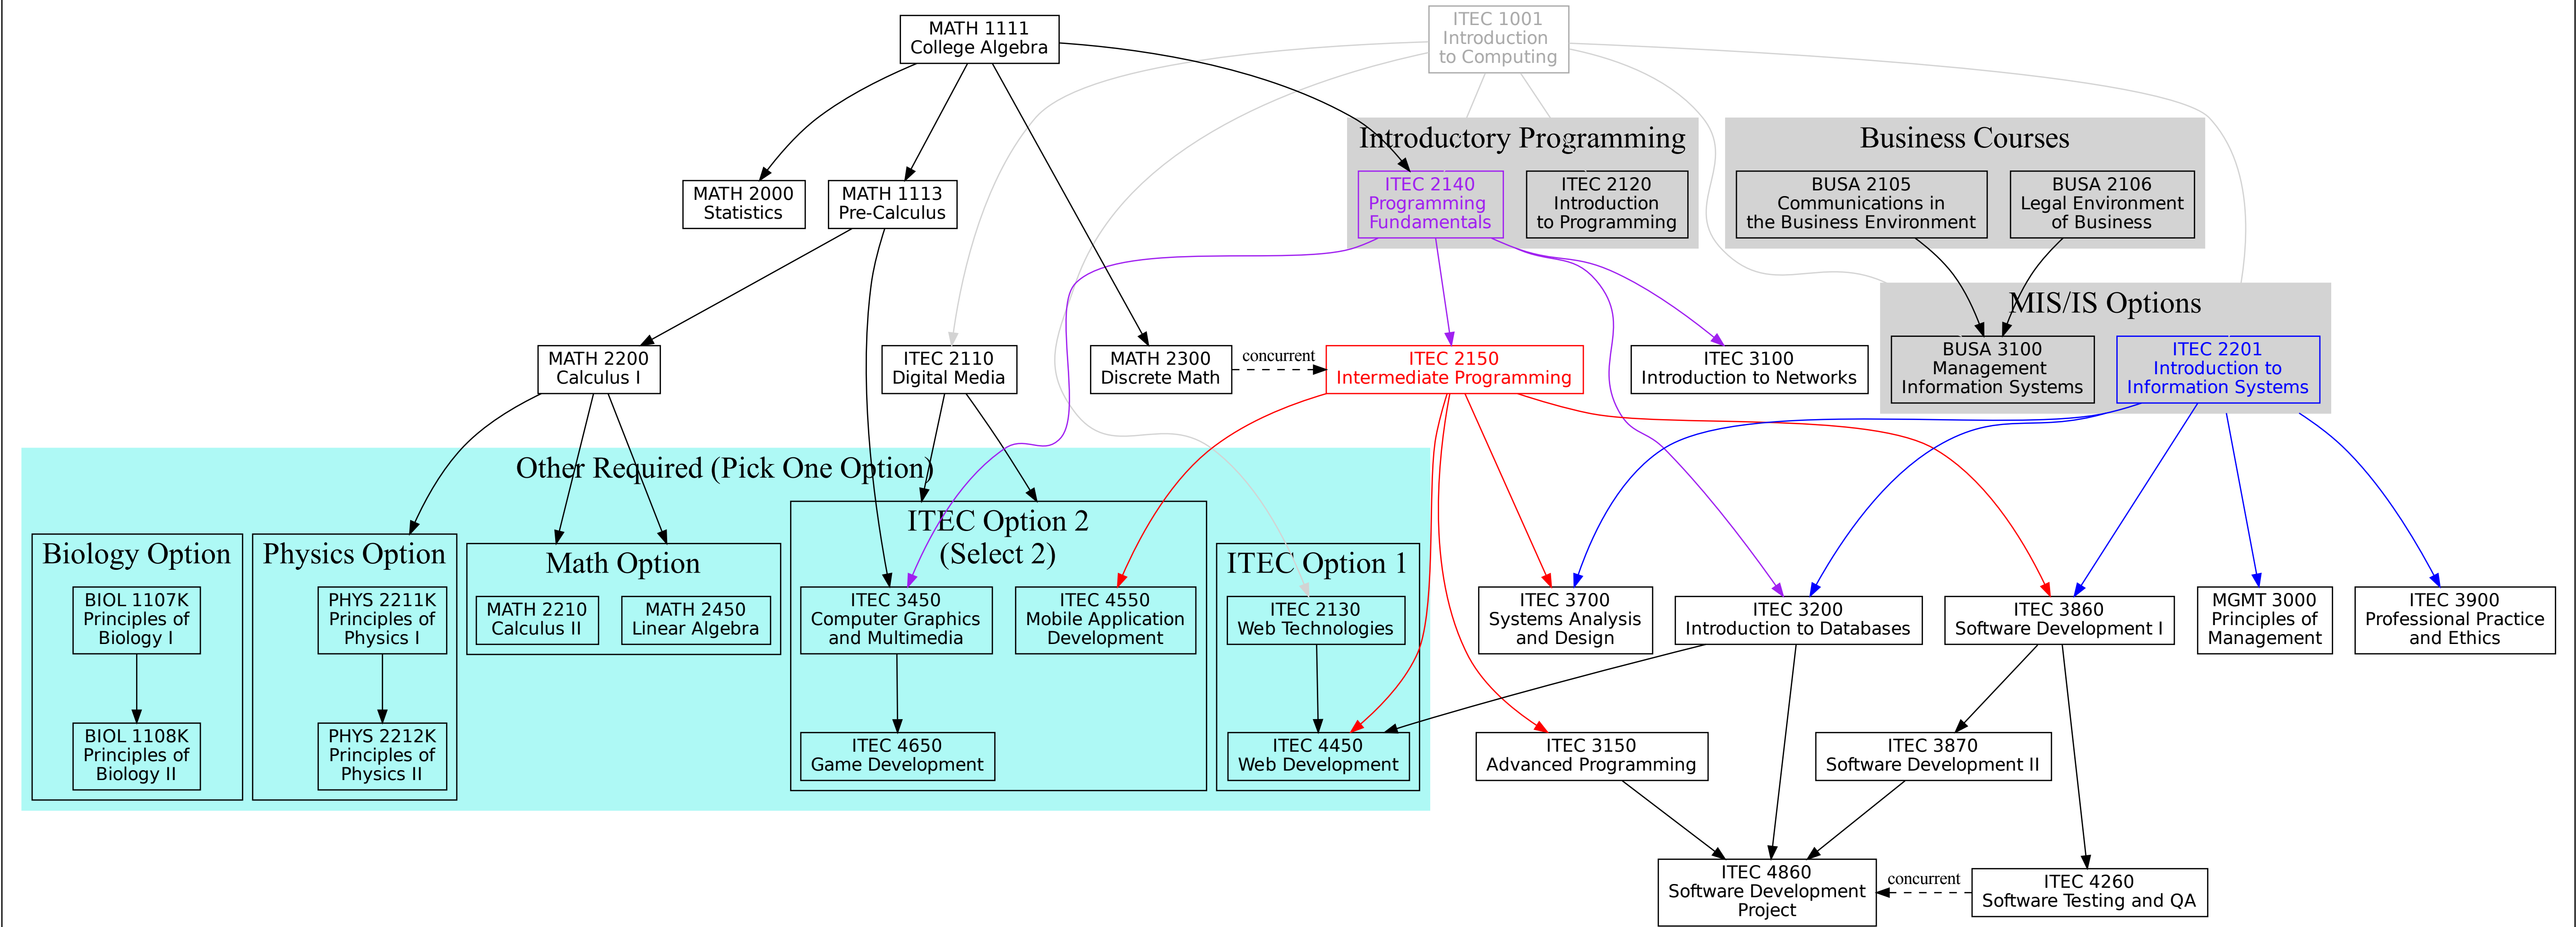 MATH 1111
College Algebra
ITEC 1001
Introduction
to Computing
Introductory Programming
Business Courses
MATH 2000
Statistics
MATH 1113
Pre-Calculus
ITEC 2140
Programming
Fundamentals
ITEC 2120
Introduction
to Programming
BUSA 2105
Communications in
the Business Environment
BUSA 2106
Legal Environment
of Business
MIS/IS Options
MATH 2200
Calculus I
ITEC 2110
Digital Media
MATH 2300
Discrete Math
concurrent
ITEC 2150
Intermediate Programming
ITEC 3100
Introduction to Networks
BUSA 3100
Management
Information Systems
ITEC 2201
Introduction to
Information Systems
Other Required (Pick One Option)
Biology Option
BIOL 1107K
Principles of
Biology I
BIOL 1108K
Principles of
Biology II
Physics Option
PHYS 2211K
Principles of
Physics I
PHYS 2212K
Principles of
Physics II
Math Option
MATH 2210
Calculus II
MATH 2450
Linear Algebra
ITEC Option 2
(Select 2)
ITEC 3450
Computer Graphics
and Multimedia
ITEC 4550
Mobile Application
Development
ITEC 4650
Game Development
ITEC Option 1
ITEC 2130
Web Technologies
ITEC 4450
Web Development
ITEC 3700
Systems Analysis
and Design
ITEC 3200
Introduction to Databases
ITEC 3860
Software Development I
MGMT 3000
Principles of
Management
ITEC 3900
Professional Practice
and Ethics
ITEC 3150
Advanced Programming
ITEC 3870
Software Development II
ITEC 4860
Software Development
Project
concurrent
ITEC 4260
Software Testing and QA